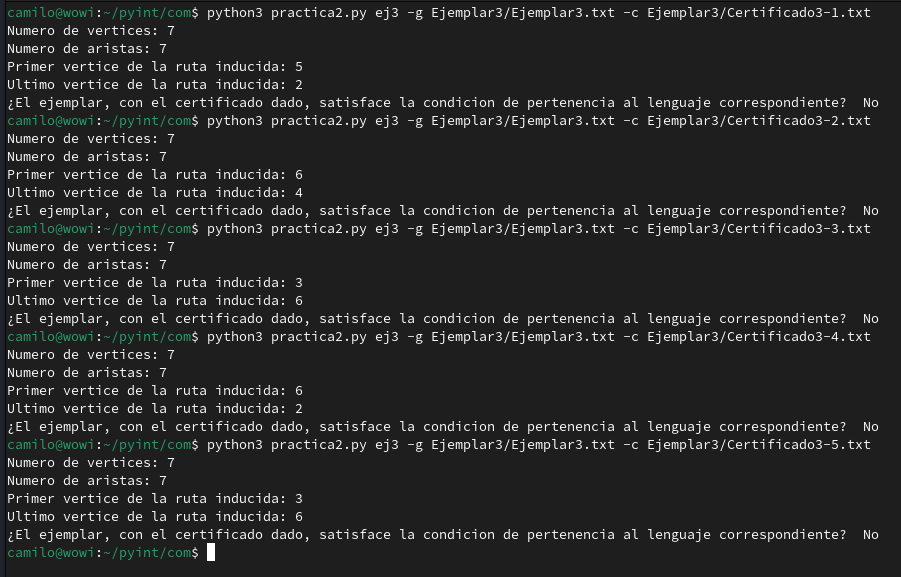 camilo@wowi:~/pyint/com$ python3 practica2.py ej3 -g Ejemplar3/Ejemplar3.txt -c Ejemplar3/Certificado3-1.txt
Numero de vertices: 7
Numero de aristas: 7
Primer vertice de la ruta inducida: 5
Ultimo vertice de la ruta inducida: 2
¿El ejemplar, con el certificado dado, satisface la condicion de pertenencia al lenguaje correspondiente?  No
camilo@wowi:~/pyint/com$ python3 practica2.py ej3 -g Ejemplar3/Ejemplar3.txt -c Ejemplar3/Certificado3-2.txt
Numero de vertices: 7
Numero de aristas: 7
Primer vertice de la ruta inducida: 6
Ultimo vertice de la ruta inducida: 4
¿El ejemplar, con el certificado dado, satisface la condicion de pertenencia al lenguaje correspondiente?  No
camilo@wowi:~/pyint/com$ python3 practica2.py ej3 -g Ejemplar3/Ejemplar3.txt -c Ejemplar3/Certificado3-3.txt
Numero de vertices: 7
Numero de aristas: 7
Primer vertice de la ruta inducida: 3
Ultimo vertice de la ruta inducida: 6
¿El ejemplar, con el certificado dado, satisface la condicion de pertenencia al lenguaje correspondiente?  No
camilo@wowi:~/pyint/com$ python3 practica2.py ej3 -g Ejemplar3/Ejemplar3.txt -c Ejemplar3/Certificado3-4.txt
Numero de vertices: 7
Numero de aristas: 7
Primer vertice de la ruta inducida: 6
Ultimo vertice de la ruta inducida: 2
¿El ejemplar, con el certificado dado, satisface la condicion de pertenencia al lenguaje correspondiente?  No
camilo@wowi:~/pyint/com$ python3 practica2.py ej3 -g Ejemplar3/Ejemplar3.txt -c Ejemplar3/Certificado3-5.txt
Numero de vertices: 7
Numero de aristas: 7
Primer vertice de la ruta inducida: 3
Ultimo vertice de la ruta inducida: 6
¿El ejemplar, con el certificado dado, satisface la condicion de pertenencia al lenguaje correspondiente?  No
camilo@wowi:~/pyint/com$